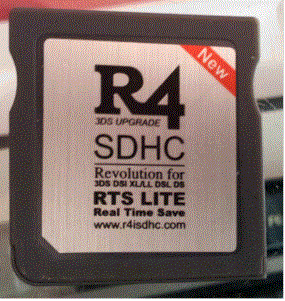 New
R4
3DS UPGRADE
SDHC
Revolution for
3DS DSI XL/LL DSL DS
RTS LITE
Real Time Save
www.r4isdhc.com